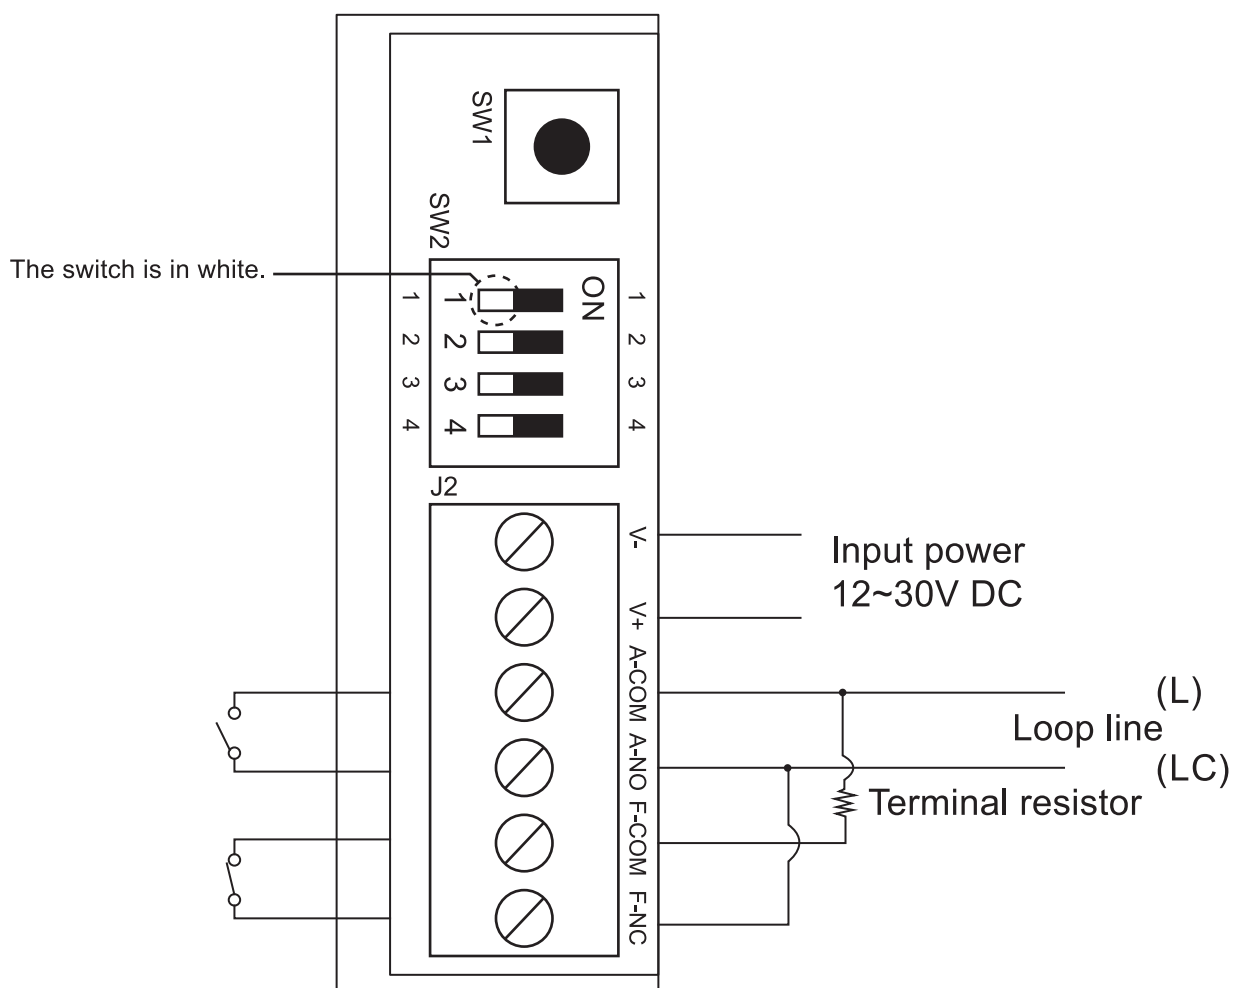 SW1
SW2
The switch is in white.
ON
1 1 1
2 2 2
3 3 3
4 4 4
J2
V-
Input power
12~30V DC
V+
A-COM
(L)
Loop line
A-NO
(LC)
Terminal resistor
F-COM
F-NC